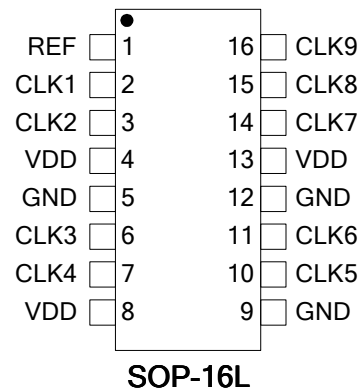 REF 1 16 CLK9
CLK1 2 15 CLK8
CLK2 3 14 CLK7
VDD 4 13 VDD
GND 5 12 GND
CLK3 6 11 CLK6
CLK4 7 10 CLK5
VDD 8 9 GND
SOP-16L